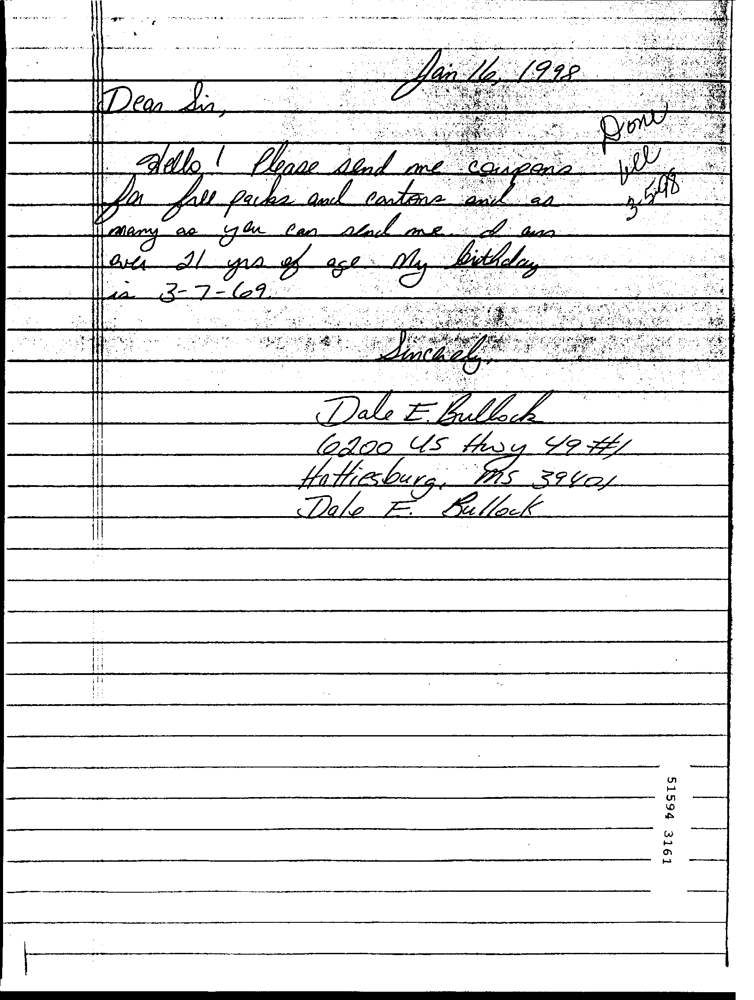 Jan 16, 1998
Dear Sir,
Done
Hello! Please send me coupons
for free packs and cartons and as
3-5-98
many as you can send me. I am
over 21 yrs of age. My birthday
is 3-7-69.
Sincerely,
Dale E. Bullock
6200 US Hwy 49 #1
Hattiesburg, MS 39401
Dale E. Bullock
51594 3161